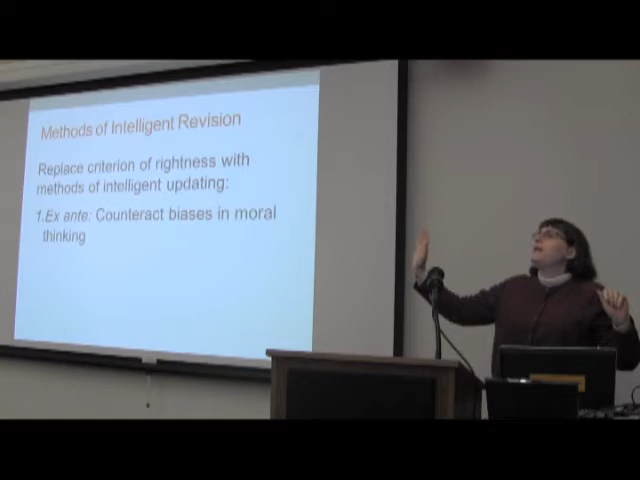 Methods of Intelligent Revision
Replace criterion of rightness with
methods of intelligent updating:
1.Ex ante: Counteract biases in moral
thinking